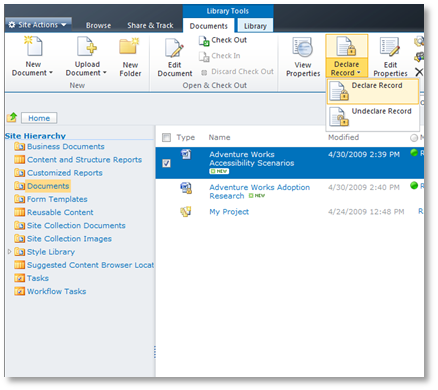 Site Actions
Browse
Share & Track
Library Tools
Documents
Library
New Document
Upload Document
New Folder
New
Edit Document
Check Out
Check In
Discard Check Out
Open & Check Out
View Properties
Declare Record
Edit Properties
Declare Record
Undeclare Record
Home
Site Hierarchy
Business Documents
Content and Structure Reports
Customized Reports
Documents
Form Templates
Reusable Content
Site Collection Documents
Site Collection Images
Style Library
Suggested Content Browser Locat
Tasks
Workflow Tasks
Type Name Modified M
Adventure Works Accessibility Scenarios NEW 4/30/2009 2:39 PM R
Adventure Works Adoption Research NEW 4/30/2009 2:40 PM R
My Project 4/24/2009 12:48 PM R